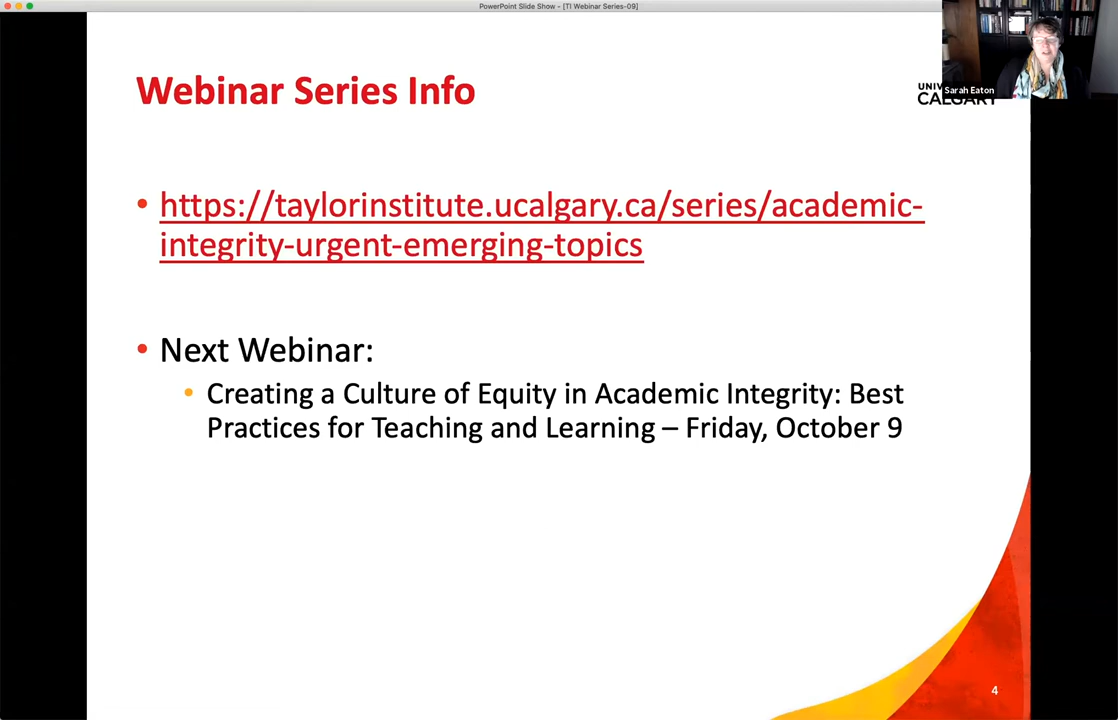 PowerPoint Slide Show - [TI Webinar Series-09]
Webinar Series Info
CALGARY
Sarah Eaton
• https://taylorinstitute.ucalgary.ca/series/academic-
integrity-urgent-emerging-topics
• Next Webinar:
• Creating a Culture of Equity in Academic Integrity: Best
Practices for Teaching and Learning – Friday, October 9
4